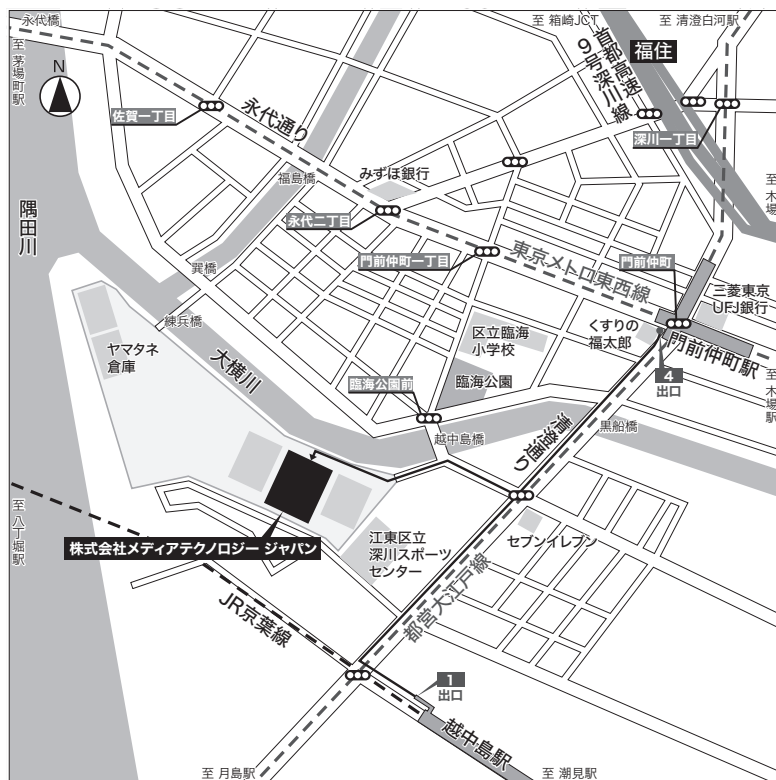 永代橋
至 箱崎JCT
至 清澄白河駅
至 茅場町駅
N
首都高速
9号深川線
福住
佐賀一丁目
永代通り
深川一丁目
福島橋
みずほ銀行
至 木場
隅田川
永代二丁目
門前仲町一丁目
東京メトロ東西線
門前仲町
巽橋
三菱東京
UFJ銀行
練兵橋
ヤマタネ
倉庫
大横川
区立臨海
小学校
くすりの
福太郎
門前仲町駅
臨海公園前
臨海公園
4
出口
至 木場駅
越中島橋
清澄通り
黒船橋
至 八丁堀駅
株式会社メディアテクノロジー ジャパン
江東区立
深川スポーツ
センター
セブンイレブン
都営大江戸線
JR京葉線
1
出口
越中島駅
至 月島駅
至 潮見駅